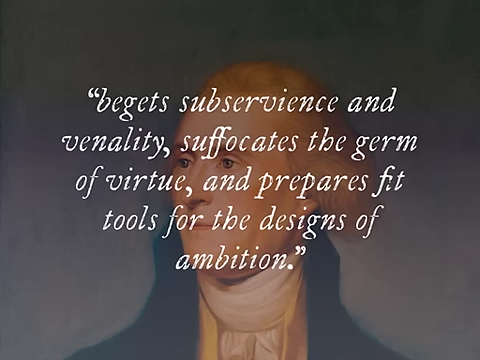 “begets subservience and
venality, suffocates the germ
of virtue, and prepares fit
tools for the designs of
ambition.”